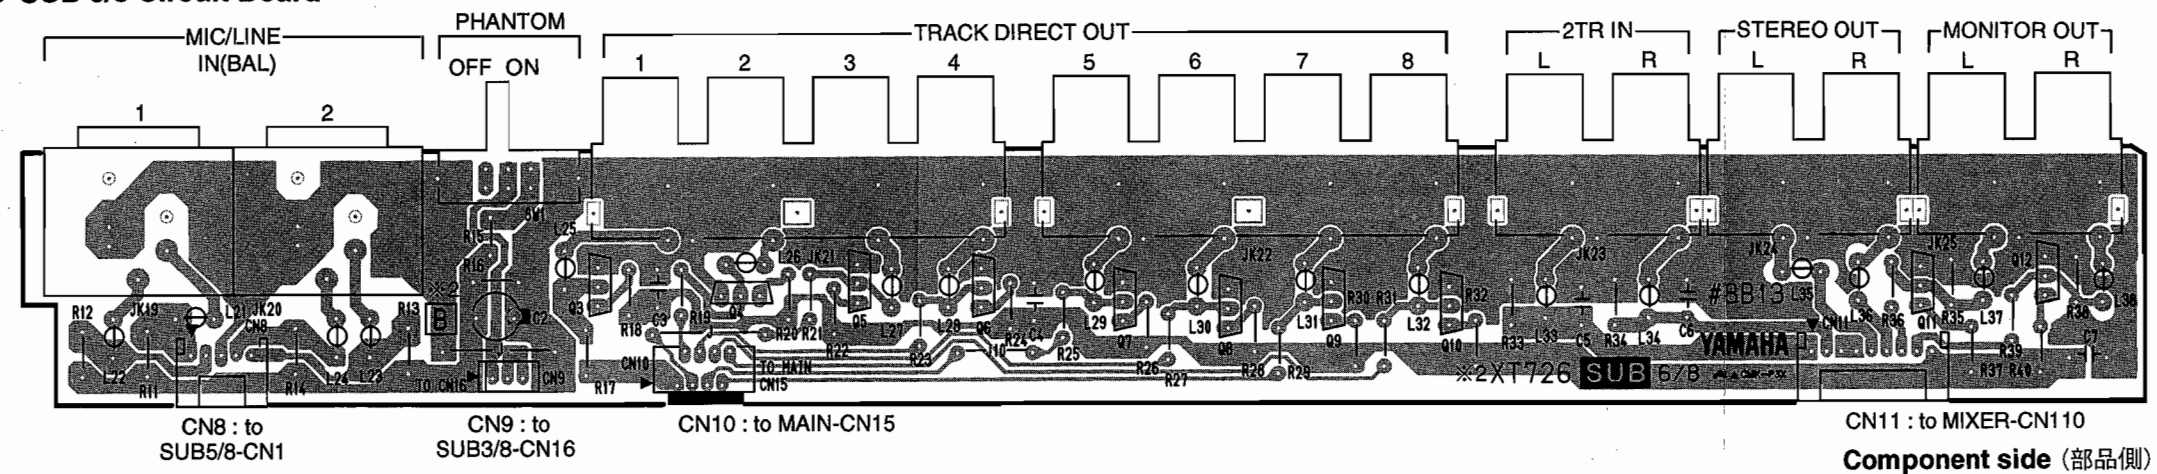 SUB 6/8 Circuit Board
MIC/LINE
IN(BAL)
PHANTOM
OFF ON
TRACK DIRECT OUT
2TR IN
STEREO OUT
MONITOR OUT
1 2
1 2 3 4 5 6 7 8
L R L R L R
SW1
R15 L25
R16
JK21 L26
JK22
JK23
JK24
JK25
Q12
※2
B
C2
R12 JK19 L21 JK20 R13
CN8
Q3 R18 C3 R19 Q4 R20 R21 Q5 L27 L28 Q6 R24 C4 L29 Q7 L30 Q8 L31 R30 Q9 R31 L32 Q10 R32
R33 L33 C5 R34 L34 C6
#BB13 L35
L36 R36 Q11 R35 L37 R38 L38
CN11
YAMAHA
C7
L22 R11 R14 L24 L23
TO CN16 CN9
R17
CN10
TO MAIN
CN15
R22 R23 J10 R25 R26 R27 R28 R29
※2XT726 SUB 6/8
R39
R37 R40
CN8 : to
SUB5/8-CN1
CN9 : to
SUB3/8-CN16
CN10 : to MAIN-CN15
CN11 : to MIXER-CN110
Component side (部品側)